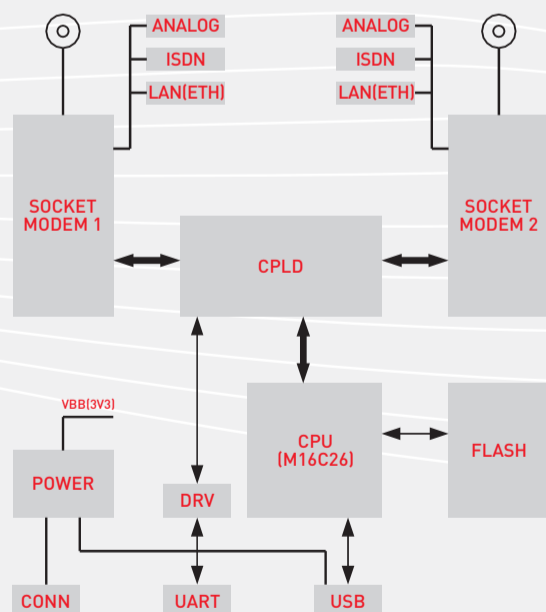 ANALOG
ANALOG
ISDN
ISDN
LAN(ETH)
LAN(ETH)
SOCKET
MODEM 1
SOCKET
MODEM 2
CPLD
VBB(3V3)
POWER
CPU
(M16C26)
FLASH
DRV
CONN
UART
USB